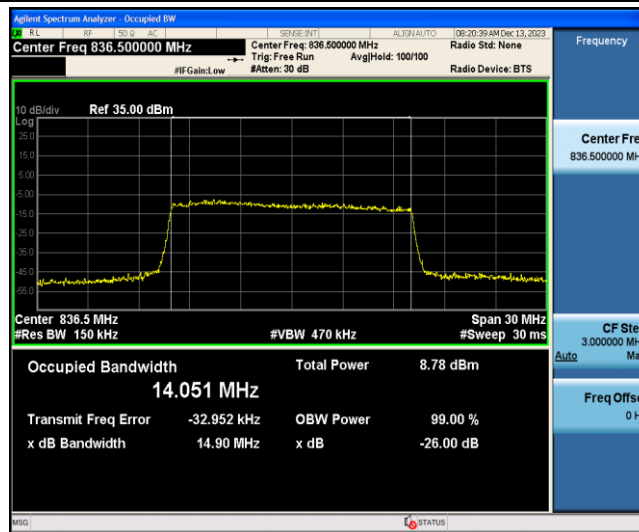 Agilent Spectrum Analyzer - Occupied BW
RL RF 50 Ω AC SENSE:INT ALIGN AUTO 08:20:39 AM Dec 13, 2023
Center Freq 836.500000 MHz Center Freq: 836.500000 MHz Radio Std: None Frequency
Trig: Free Run Avg|Hold: 100/100
#IFGain:Low #Atten: 30 dB Radio Device: BTS
10 dB/div Ref 35.00 dBm
Log
25.0
15.0
5.00
-5.00
-15.0
-25.0
-35.0
-45.0
-55.0
Center Fre
836.500000 MH
Center 836.5 MHz Span 30 MHz
#Res BW 150 kHz #VBW 470 kHz #Sweep 30 ms
CF Ste
3.000000 MH
Auto Ma
Occupied Bandwidth Total Power 8.78 dBm
14.051 MHz
Transmit Freq Error -32.952 kHz OBW Power 99.00 %
x dB Bandwidth 14.90 MHz x dB -26.00 dB
Freq Offse
0 H
MSG STATUS